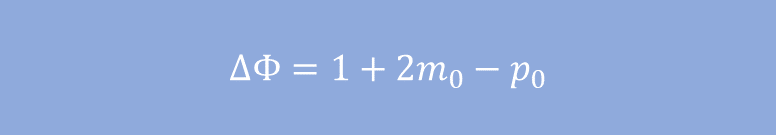 ΔΦ = 1 + 2m₀ − p₀